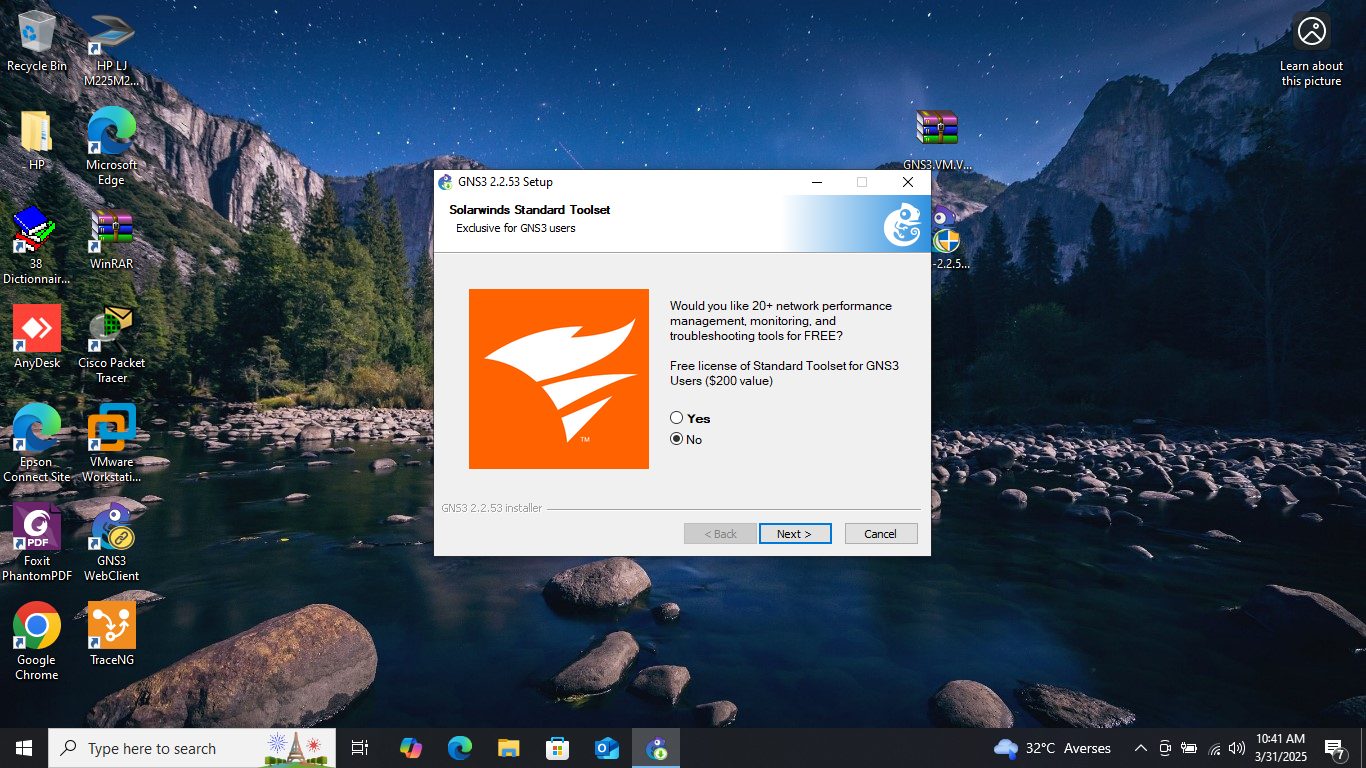 Recycle Bin
HP LJ
M225M2...
Learn about
this picture
- HP
Microsoft
Edge
GNS3.VM.V...
GNS3 2.2.53 Setup
Solarwinds Standard Toolset
Exclusive for GNS3 users
38
Dictionnair...
WinRAR
-2.2.5...
Would you like 20+ network performance
management, monitoring, and
troubleshooting tools for FREE?
Free license of Standard Toolset for GNS3
Users ($200 value)
Yes
No
TM
AnyDesk
Cisco Packet
Tracer
Epson
Connect Site
VMware
Workstati...
GNS3 2.2.53 installer
< Back
Next >
Cancel
PDF
Foxit
PhantomPDF
GNS3
WebClient
Google
Chrome
TraceNG
Type here to search
32°C Averses
10:41 AM
3/31/2025
7